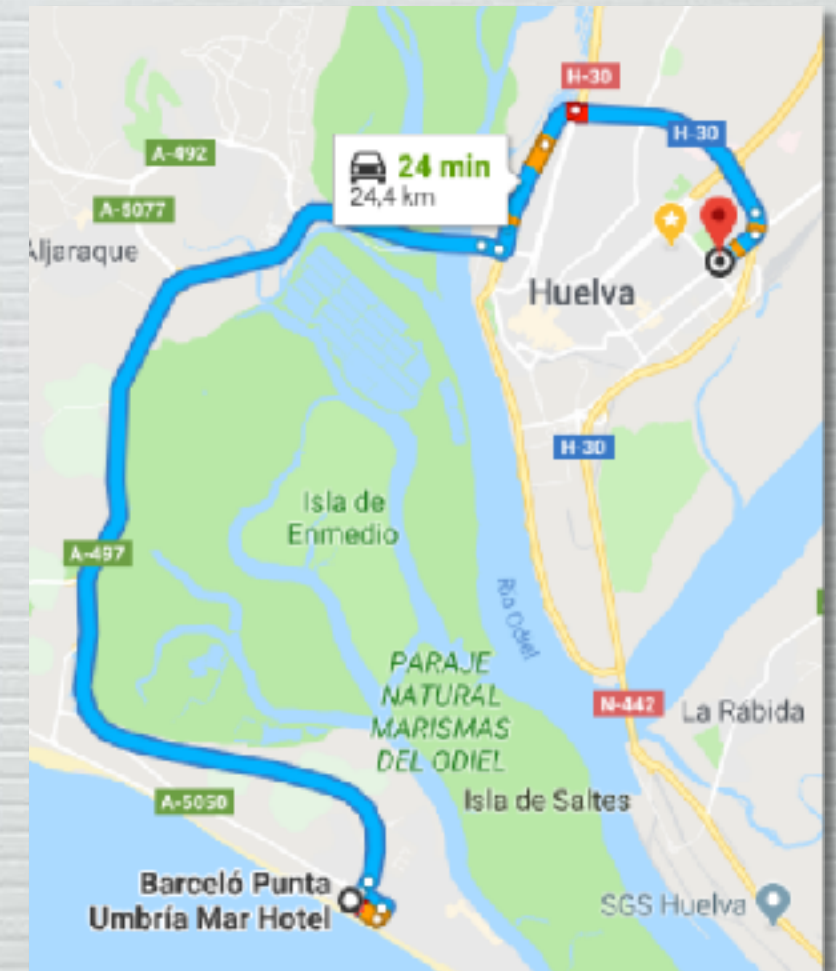 H-30
H-30
A-492
24 min
24,4 km
A-5077
Aljaraque
Huelva
H-30
Isla de
Enmedio
A-497
Río Odiel
PARAJE
NATURAL
MARISMAS
DEL ODIEL
N-442
La Rábida
A-5050
Isla de Saltes
Barceló Punta
Umbría Mar Hotel
SGS Huelva